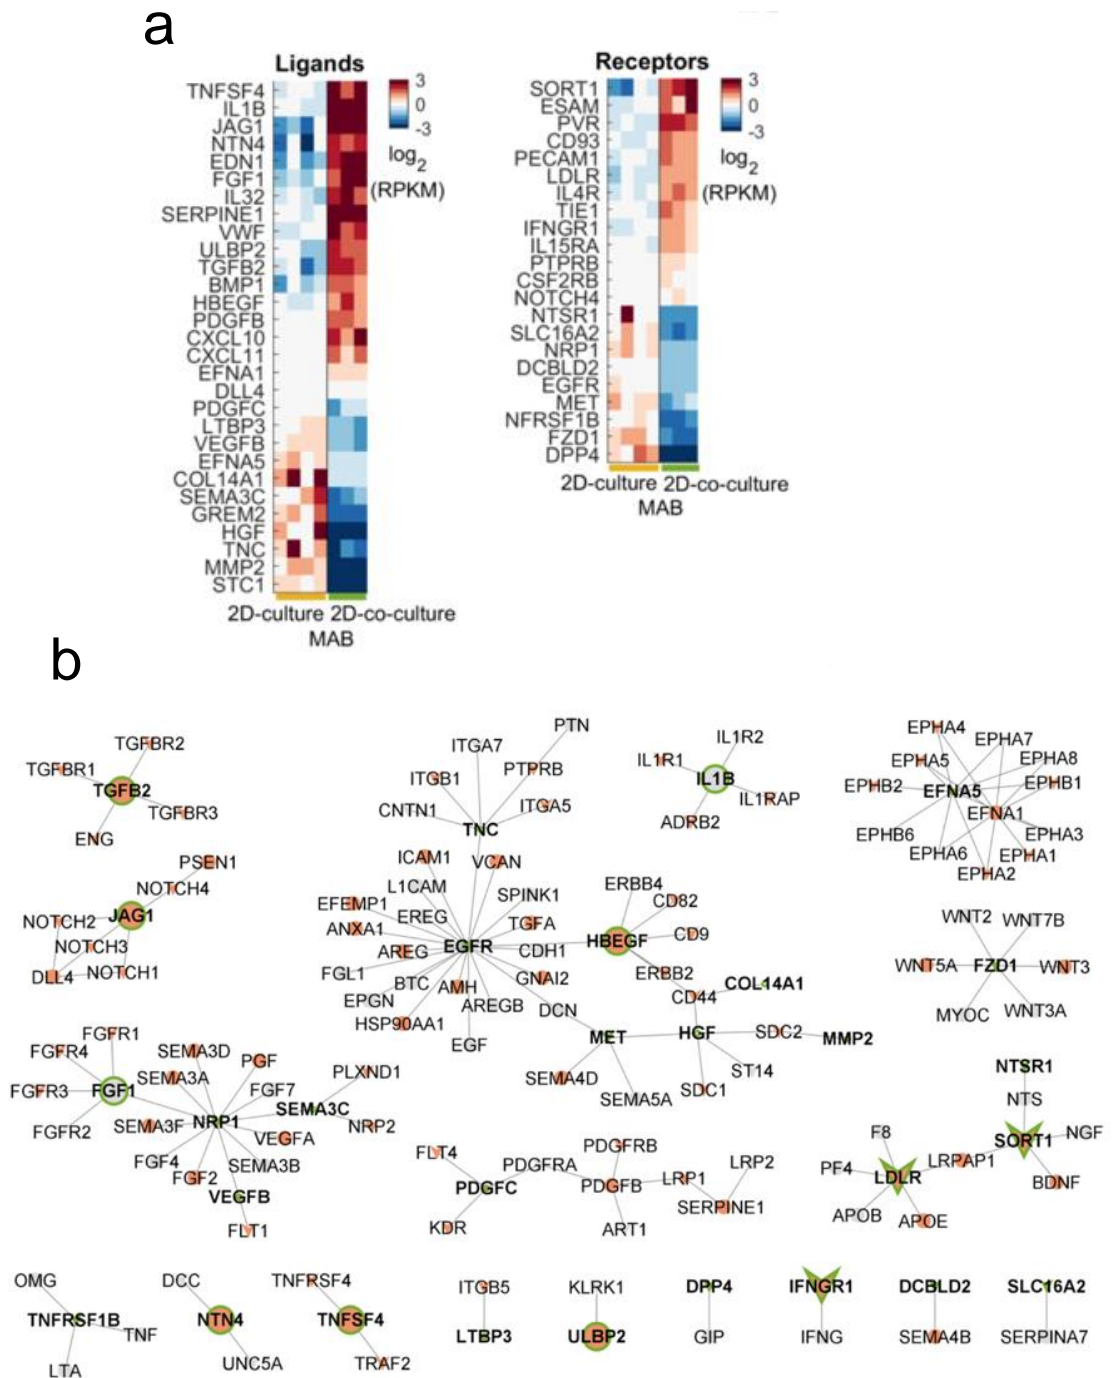 a
Ligands
TNFSF4
IL1B
JAG1
NTN4
EDN1
FGF1
IL32
SERPINE1
VWF
ULBP2
TGFB2
BMP1
HBEGF
PDGFB
CXCL10
CXCL11
EFNA1
DLL4
PDGFC
LTBP3
VEGFB
EFNA5
COL14A1
SEMA3C
GREM2
HGF
TNC
MMP2
STC1
3
0
-3
log2
(RPKM)
2D-culture 2D-co-culture
MAB
Receptors
SORT1
ESAM
PVR
CD93
PECAM1
LDLR
IL4R
TIE1
IFNGR1
IL15RA
PTPRB
CSF2RB
NOTCH4
NTSR1
SLC16A2
NRP1
DCBLD2
EGFR
MET
NFRSF1B
FZD1
DPP4
3
0
-3
log2
(RPKM)
2D-culture 2D-co-culture
MAB
b
TGFBR2
TGFBR1
TGFB2
TGFBR3
ENG
PSEN1
NOTCH4
JAG1
NOTCH2
NOTCH3
DLL4
NOTCH1
PTN
ITGA7
ITGB1
PTPRB
CNTN1
ITGA5
TNC
ICAM1
VCAN
L1CAM
SPINK1
EFEMP1
EREG
TGFA
ANXA1
EGFR
AREG
CDH1
FGL1
BTC
GNAI2
AMH
EPGN
AREGB
DCN
HSP90AA1
EGF
ERBB4
CD82
HBEGF
CD9
ERBB2
CD44
COL14A1
MET
HGF
SDC2
MMP2
SEMA4D
ST14
SEMA5A
SDC1
IL1R2
IL1R1
IL1B
IL1RAP
ADRB2
EPHA4
EPHA7
EPHA5
EPHA8
EPHB2
EFNA5
EPHB1
EFNA1
EPHB6
EPHA3
EPHA6
EPHA1
EPHA2
WNT2
WNT7B
WNT5A
FZD1
WNT3
MYOC
WNT3A
FGFR1
FGFR4
FGFR3
FGF1
FGFR2
SEMA3D
PGF
SEMA3A
FGF7
PLXND1
SEMA3C
SEMA3F
NRP1
NRP2
VEGFA
FGF4
SEMA3B
FGF2
VEGFB
FLT1
FLT4
PDGFRB
PDGFRA
PDGFC
PDGFB
LRP1
LRP2
SERPINE1
KDR
ART1
NTSR1
NTS
F8
SORT1
NGF
PF4
LDLR
LRPAP1
BDNF
APOB
APOE
OMG
TNFRSF1B
TNF
LTA
DCC
NTN4
UNC5A
TNFRSF4
TNFSF4
TRAF2
ITGB5
LTBP3
KLRK1
ULBP2
DPP4
GIP
IFNGR1
IFNG
DCBLD2
SEMA4B
SLC16A2
SERPINA7